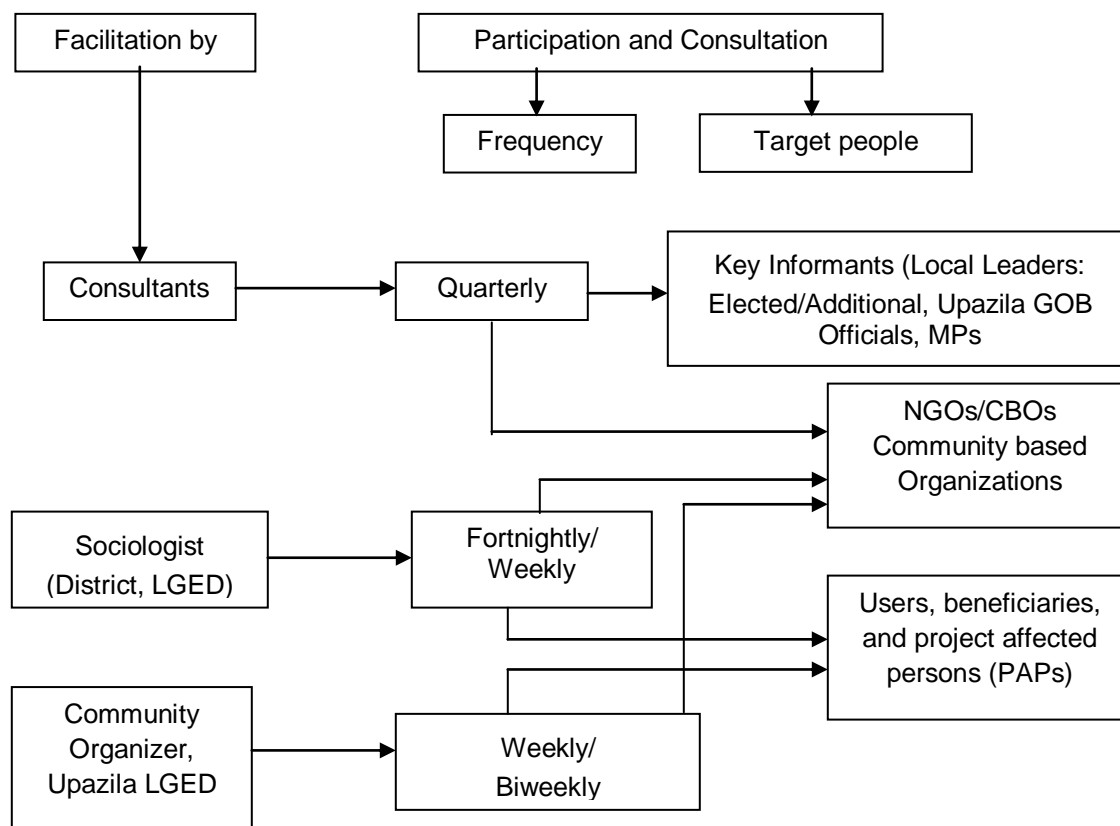 Facilitation by
Participation and Consultation
Frequency
Target people
Consultants
Quarterly
Key Informants (Local Leaders:
Elected/Additional, Upazila GOB
Officials, MPs
NGOs/CBOs
Community based
Organizations
Sociologist
(District, LGED)
Fortnightly/
Weekly
Users, beneficiaries,
and project affected
persons (PAPs)
Community
Organizer,
Upazila LGED
Weekly/
Biweekly